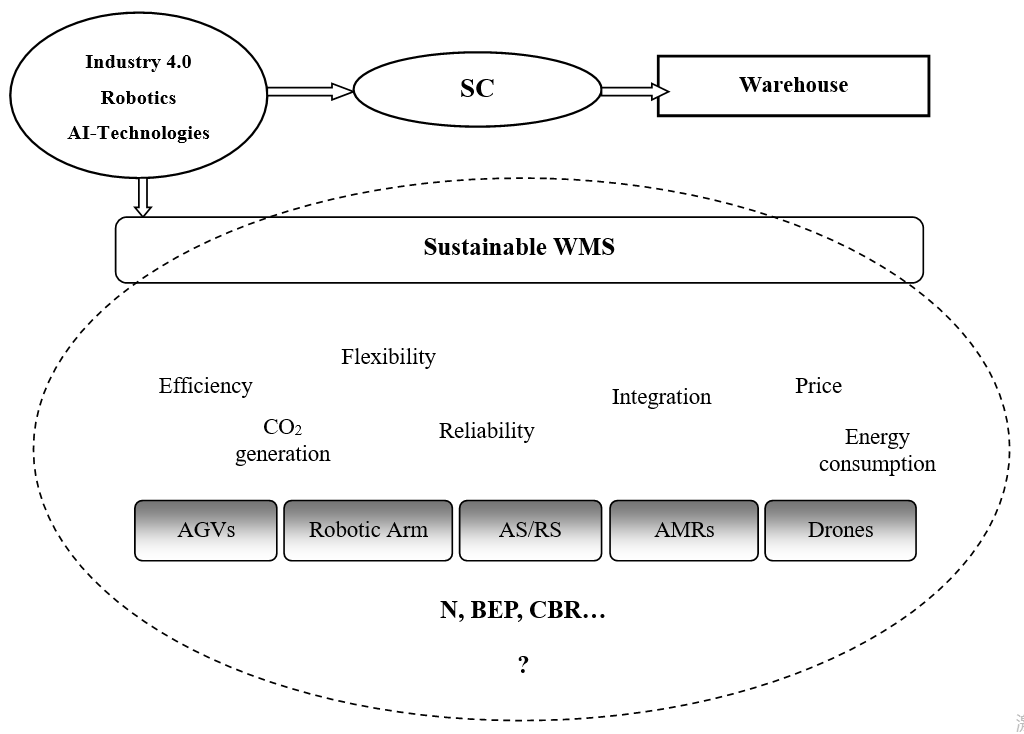 Industry 4.0
Robotics
AI-Technologies
SC
Warehouse
Sustainable WMS
Flexibility
Efficiency
Integration
Price
CO₂
generation
Reliability
Energy
consumption
AGVs
Robotic Arm
AS/RS
AMRs
Drones
N, BEP, CBR…
?